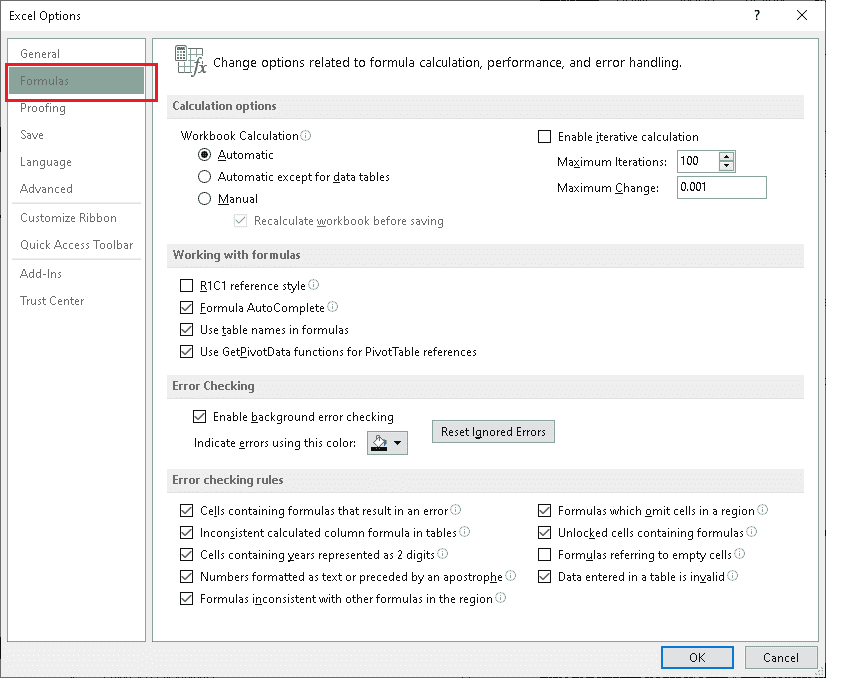 Excel Options
?
General
Formulas
Proofing
Save
Language
Advanced
Customize Ribbon
Quick Access Toolbar
Add-Ins
Trust Center
Change options related to formula calculation, performance, and error handling.
Calculation options
Workbook Calculation
Automatic
Automatic except for data tables
Manual
Recalculate workbook before saving
Enable iterative calculation
Maximum Iterations: 100
Maximum Change: 0.001
Working with formulas
R1C1 reference style
Formula AutoComplete
Use table names in formulas
Use GetPivotData functions for PivotTable references
Error Checking
Enable background error checking
Indicate errors using this color:
Reset Ignored Errors
Error checking rules
Cells containing formulas that result in an error
Inconsistent calculated column formula in tables
Cells containing years represented as 2 digits
Numbers formatted as text or preceded by an apostrophe
Formulas inconsistent with other formulas in the region
Formulas which omit cells in a region
Unlocked cells containing formulas
Formulas referring to empty cells
Data entered in a table is invalid
OK
Cancel